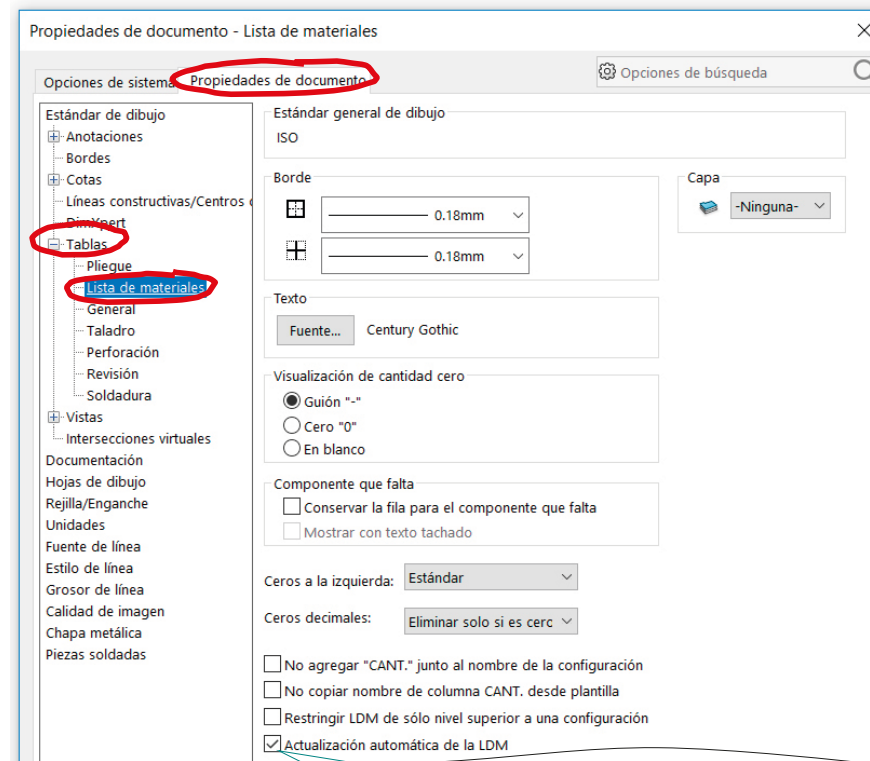 Propiedades de documento - Lista de materiales
Opciones de sistema
Propiedades de documento
Opciones de búsqueda
Estándar de dibujo
Anotaciones
Bordes
Cotas
Líneas constructivas/Centros
DimXpert
Tablas
Pliegue
Lista de materiales
General
Taladro
Perforación
Revisión
Soldadura
Vistas
Intersecciones virtuales
Documentación
Hojas de dibujo
Rejilla/Enganche
Unidades
Fuente de línea
Estilo de línea
Grosor de línea
Calidad de imagen
Chapa metálica
Piezas soldadas
Estándar general de dibujo
ISO
Borde
0.18mm
0.18mm
Capa
-Ninguna-
Texto
Fuente... Century Gothic
Visualización de cantidad cero
Guión "-"
Cero "0"
En blanco
Componente que falta
Conservar la fila para el componente que falta
Mostrar con texto tachado
Ceros a la izquierda: Estándar
Ceros decimales: Eliminar solo si es cerc
No agregar "CANT." junto al nombre de la configuración
No copiar nombre de columna CANT. desde plantilla
Restringir LDM de sólo nivel superior a una configuración
Actualización automática de la LDM